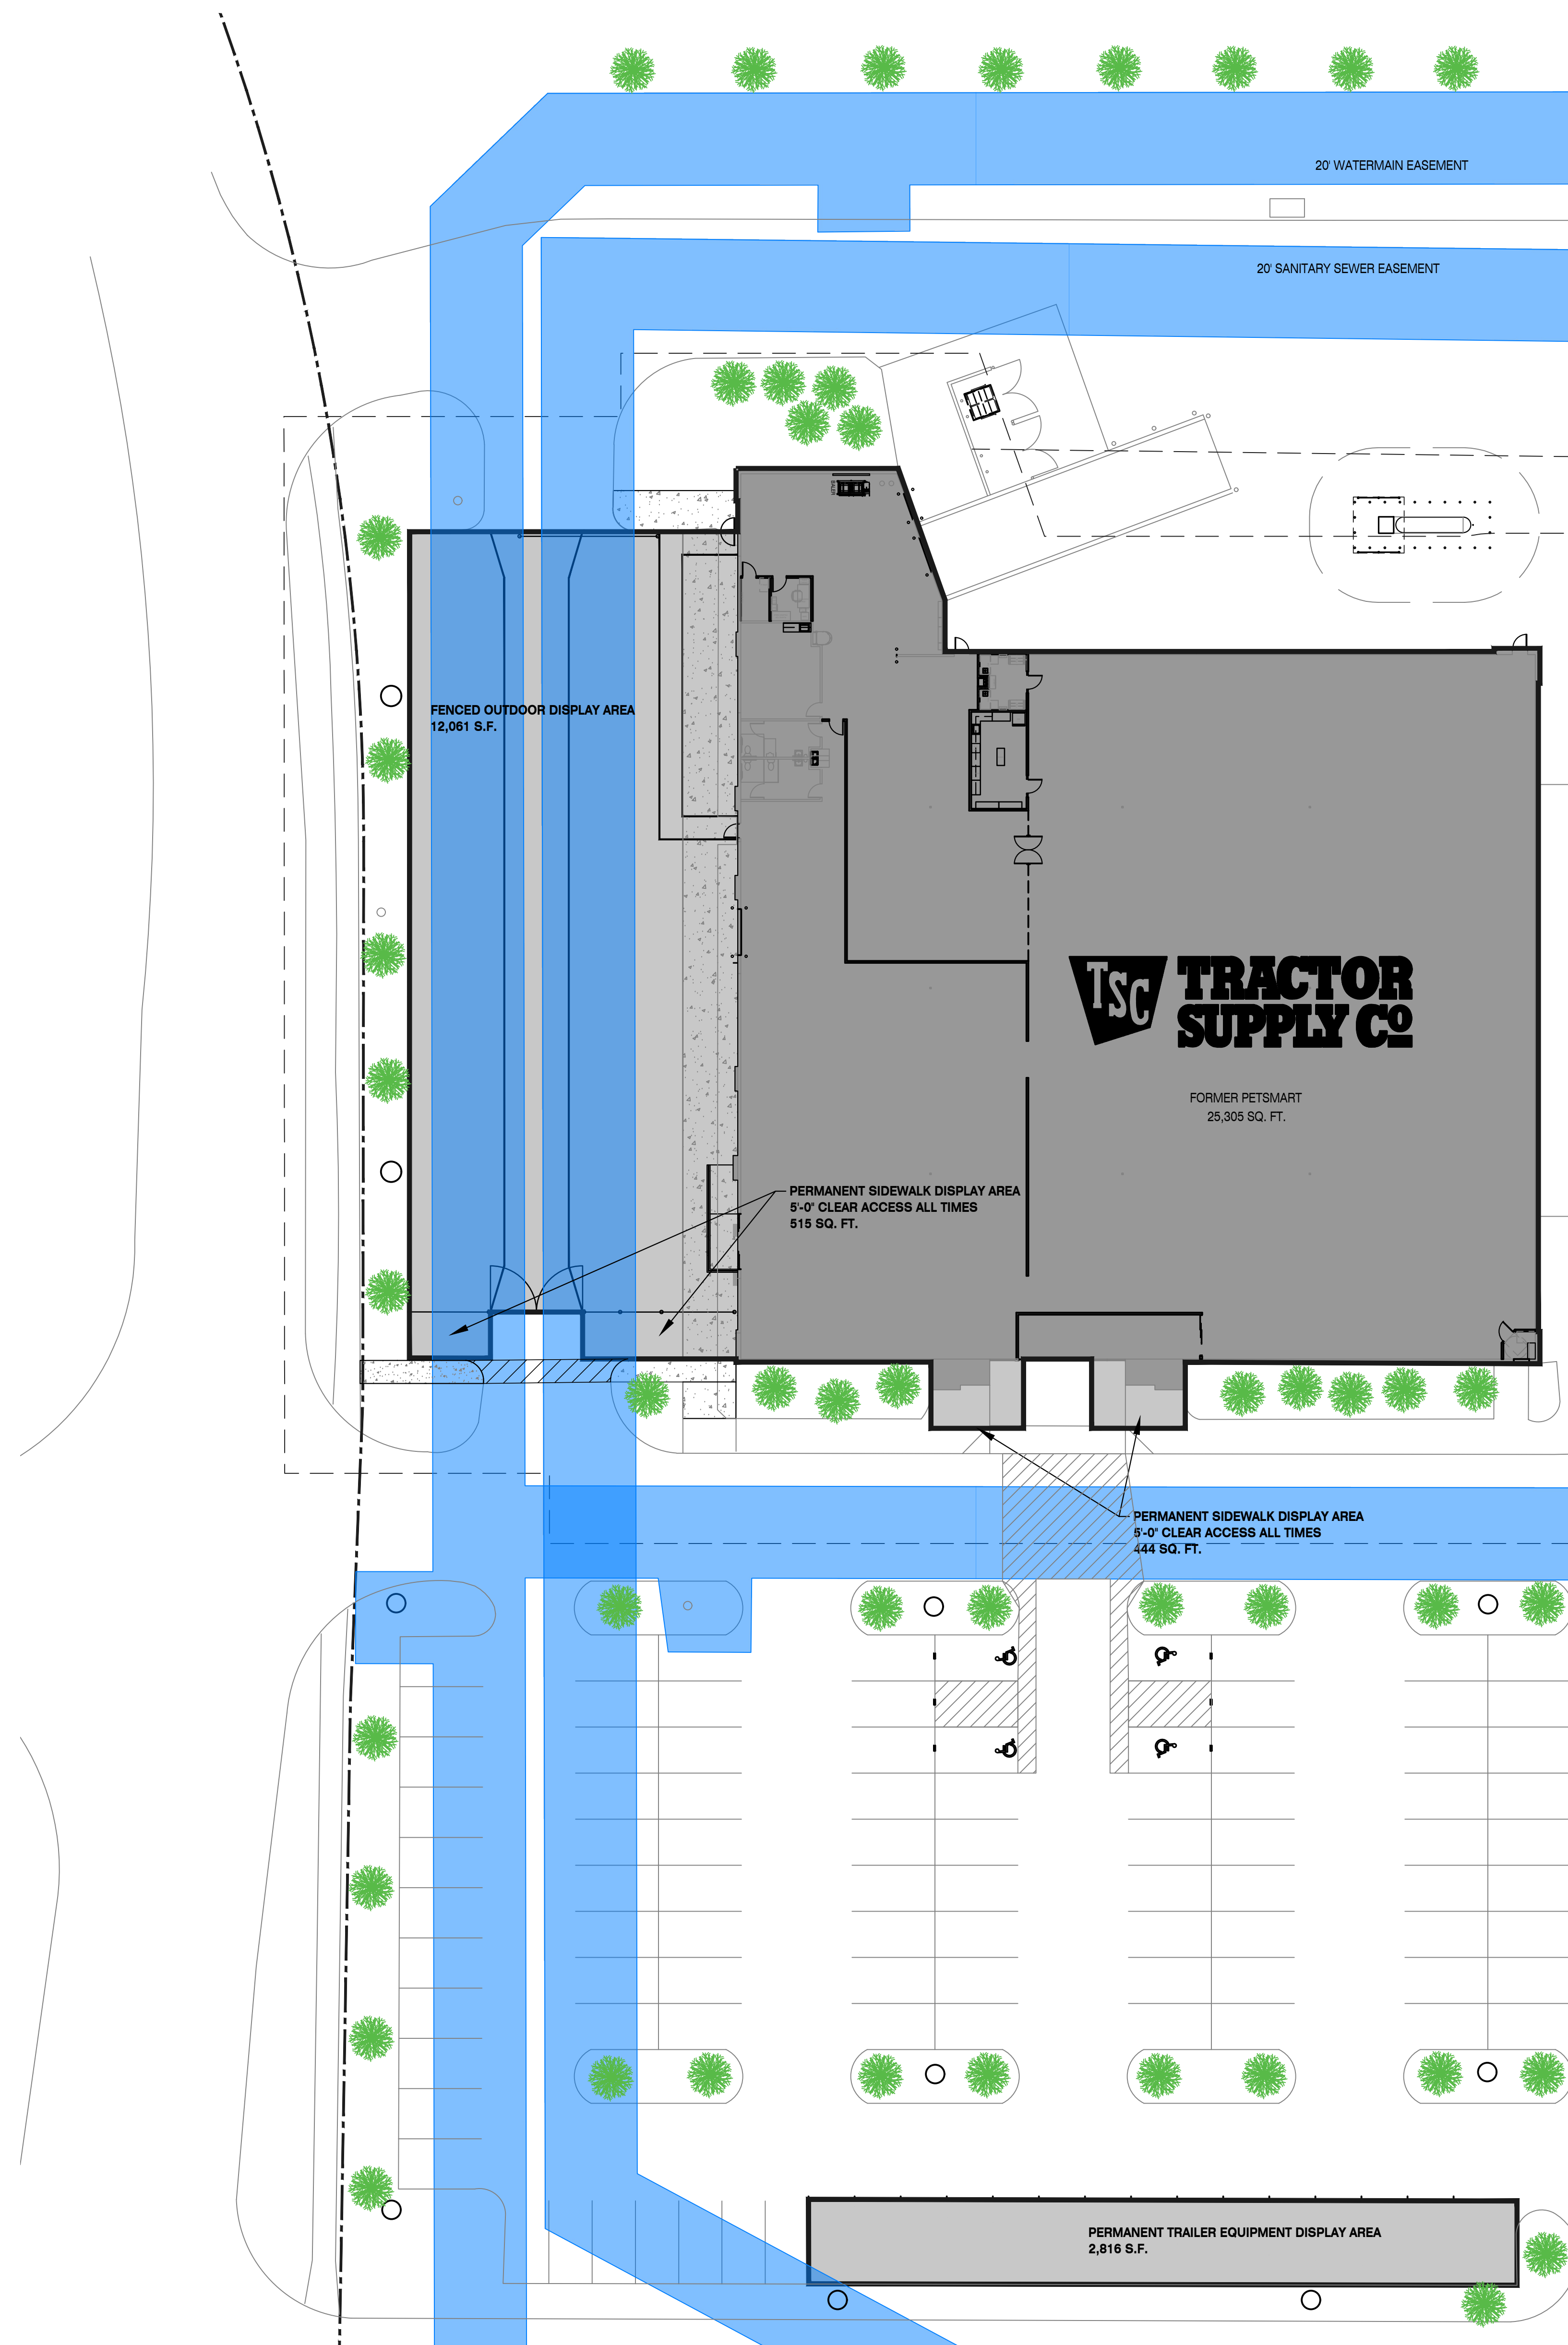 20' WATERMAIN EASEMENT
20' SANITARY SEWER EASEMENT
BALER
FENCED OUTDOOR DISPLAY AREA
12,061 S.F.
TSC
TRACTOR
SUPPLY CO
FORMER PETSMART
25,305 SQ. FT.
PERMANENT SIDEWALK DISPLAY AREA
5'-0" CLEAR ACCESS ALL TIMES
515 SQ. FT.
PERMANENT SIDEWALK DISPLAY AREA
5'-0" CLEAR ACCESS ALL TIMES
444 SQ. FT.
PERMANENT TRAILER EQUIPMENT DISPLAY AREA
2,816 S.F.